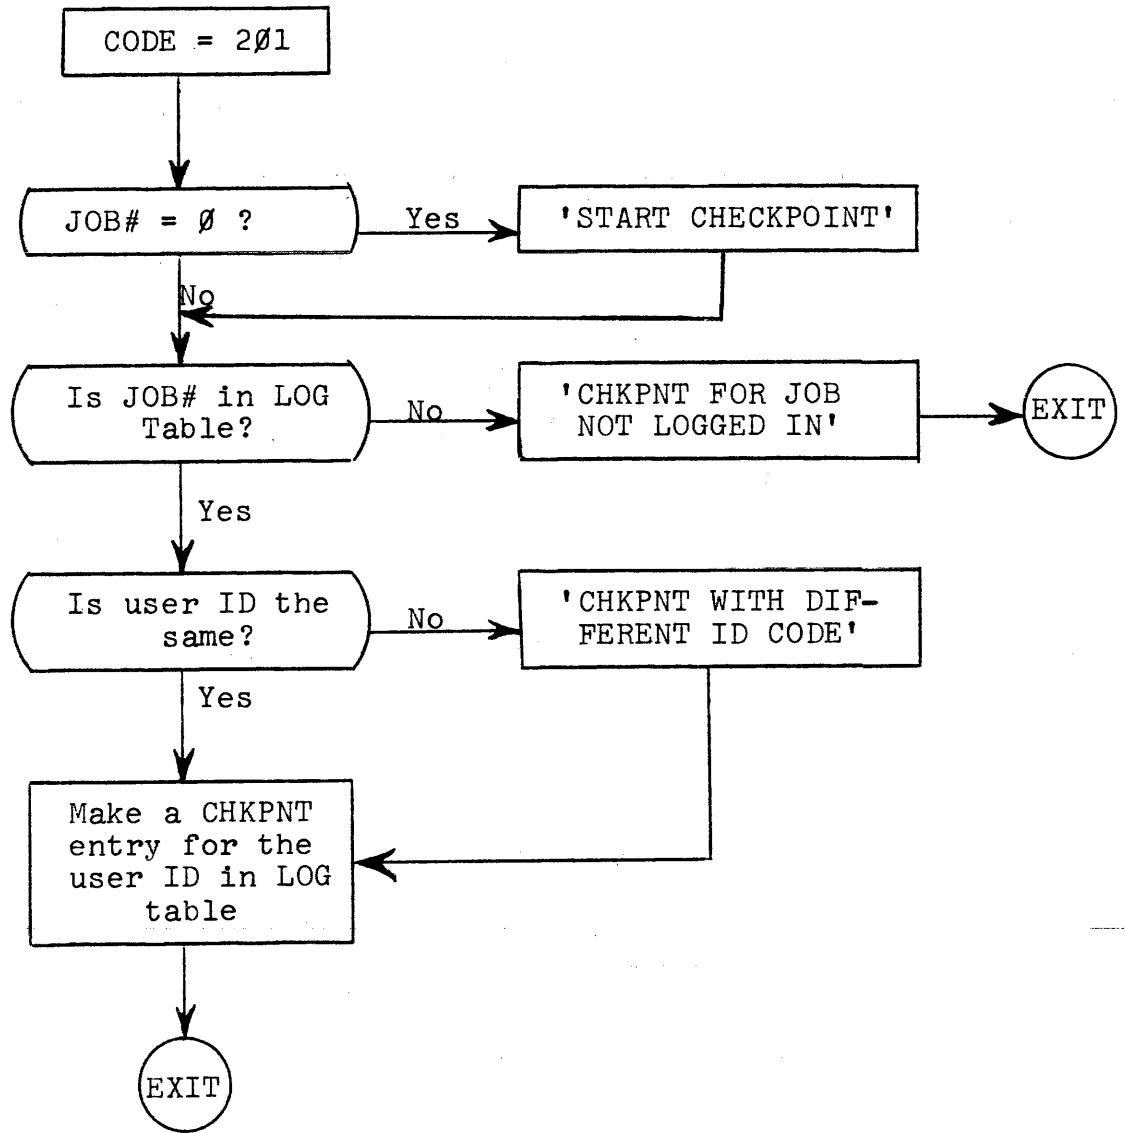 CODE = 2Ø1
JOB# = Ø ?
Yes
'START CHECKPOINT'
No
Is JOB# in LOG
Table?
No
'CHKPNT FOR JOB
NOT LOGGED IN'
EXIT
Yes
Is user ID the
same?
No
'CHKPNT WITH DIF-
FERENT ID CODE'
Yes
Make a CHKPNT
entry for the
user ID in LOG
table
EXIT